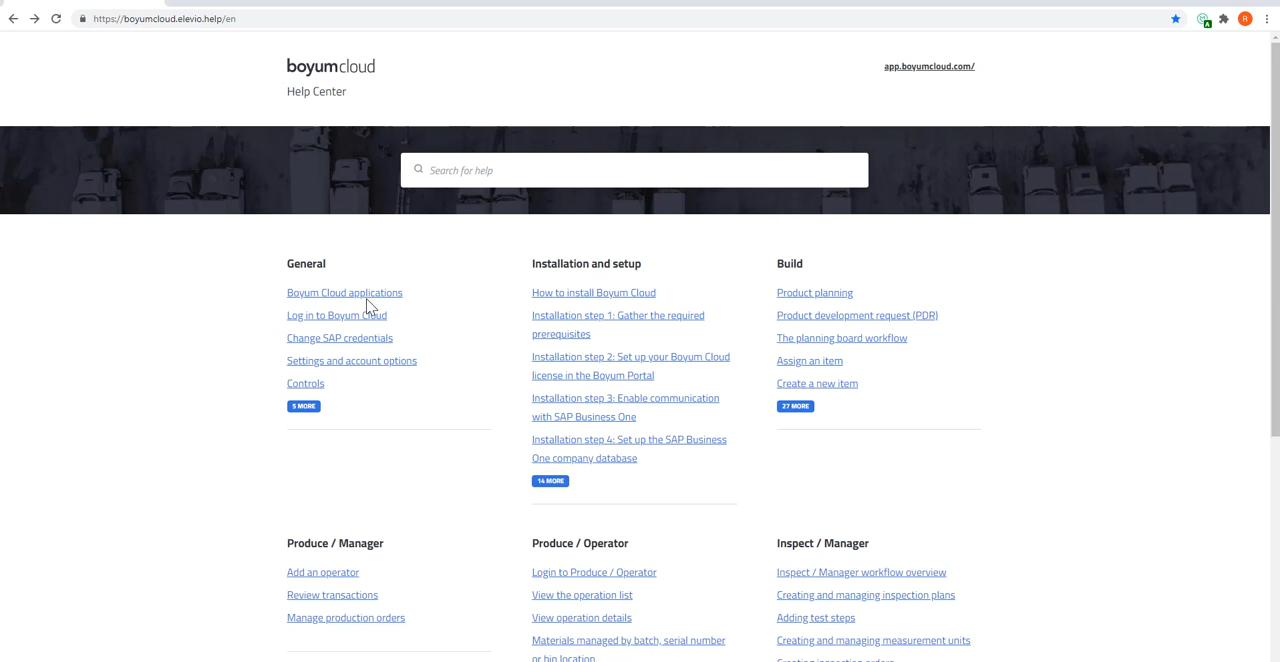 https://boyumcloud.elevio.help/en
A
R
boyumcloud
app.boyumcloud.com/
Help Center
Search for help
General
Boyum Cloud applications
Log in to Boyum Cloud
Change SAP credentials
Settings and account options
Controls
5 MORE
Installation and setup
How to install Boyum Cloud
Installation step 1: Gather the required
prerequisites
Installation step 2: Set up your Boyum Cloud
license in the Boyum Portal
Installation step 3: Enable communication
with SAP Business One
Installation step 4: Set up the SAP Business
One company database
14 MORE
Build
Product planning
Product development request (PDR)
The planning board workflow
Assign an item
Create a new item
27 MORE
Produce / Manager
Add an operator
Review transactions
Manage production orders
Produce / Operator
Login to Produce / Operator
View the operation list
View operation details
Materials managed by batch, serial number
or bin location
Inspect / Manager
Inspect / Manager workflow overview
Creating and managing inspection plans
Adding test steps
Creating and managing measurement units
Creating inspection orders